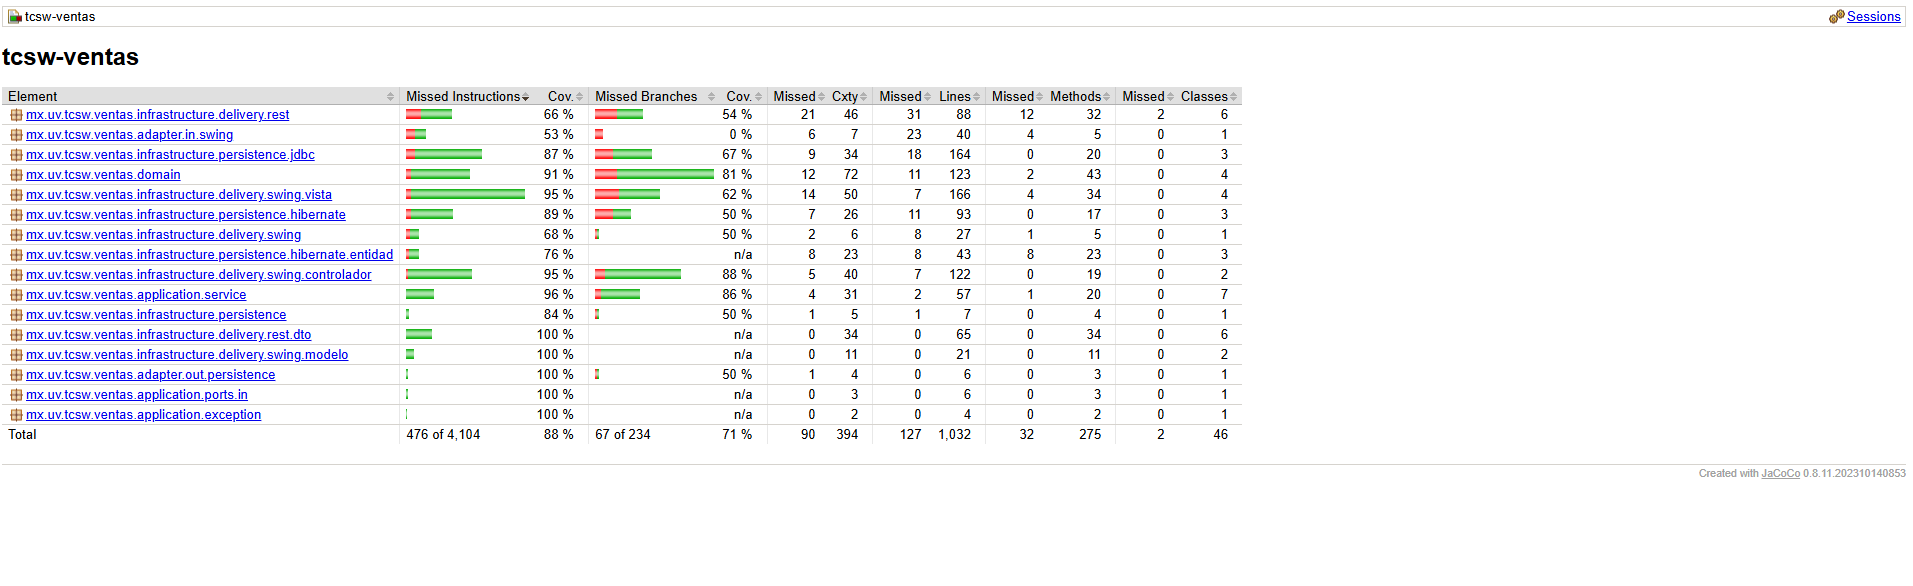 tcsw-ventas Sessions
tcsw-ventas
Element Missed Instructions Cov. Missed Branches Cov. Missed Cxty Missed Lines Missed Methods Missed Classes
mx.uv.tcsw.ventas.infrastructure.delivery.rest 66 % 54 % 21 46 31 88 12 32 2 6
mx.uv.tcsw.ventas.adapter.in.swing 53 % 0 % 6 7 23 40 4 5 0 1
mx.uv.tcsw.ventas.infrastructure.persistence.jdbc 87 % 67 % 9 34 18 164 0 20 0 3
mx.uv.tcsw.ventas.domain 91 % 81 % 12 72 11 123 2 43 0 4
mx.uv.tcsw.ventas.infrastructure.delivery.swing.vista 95 % 62 % 14 50 7 166 4 34 0 4
mx.uv.tcsw.ventas.infrastructure.persistence.hibernate 89 % 50 % 7 26 11 93 0 17 0 3
mx.uv.tcsw.ventas.infrastructure.delivery.swing 68 % 50 % 2 6 8 27 1 5 0 1
mx.uv.tcsw.ventas.infrastructure.persistence.hibernate.entidad 76 % n/a 8 23 8 43 8 23 0 3
mx.uv.tcsw.ventas.infrastructure.delivery.swing.controlador 95 % 88 % 5 40 7 122 0 19 0 2
mx.uv.tcsw.ventas.application.service 96 % 86 % 4 31 2 57 1 20 0 7
mx.uv.tcsw.ventas.infrastructure.persistence 84 % 50 % 1 5 1 7 0 4 0 1
mx.uv.tcsw.ventas.infrastructure.delivery.rest.dto 100 % n/a 0 34 0 65 0 34 0 6
mx.uv.tcsw.ventas.infrastructure.delivery.swing.modelo 100 % n/a 0 11 0 21 0 11 0 2
mx.uv.tcsw.ventas.adapter.out.persistence 100 % 50 % 1 4 0 6 0 3 0 1
mx.uv.tcsw.ventas.application.ports.in 100 % n/a 0 3 0 6 0 3 0 1
mx.uv.tcsw.ventas.application.exception 100 % n/a 0 2 0 4 0 2 0 1
Total 476 of 4,104 88 % 67 of 234 71 % 90 394 127 1,032 32 275 2 46
Created with JaCoCo 0.8.11.202310140853